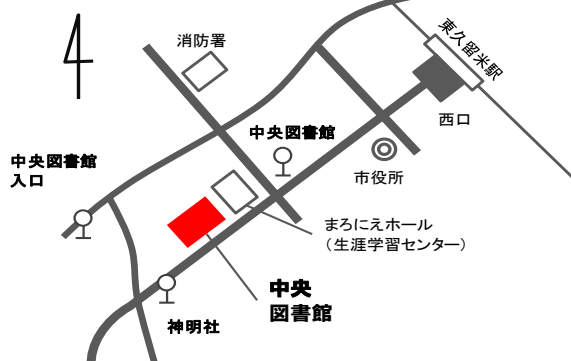 消防署
東久留米駅
中央図書館
西口
中央図書館
入口
市役所
まろにえホール
（生涯学習センター）
中央
図書館
神明社